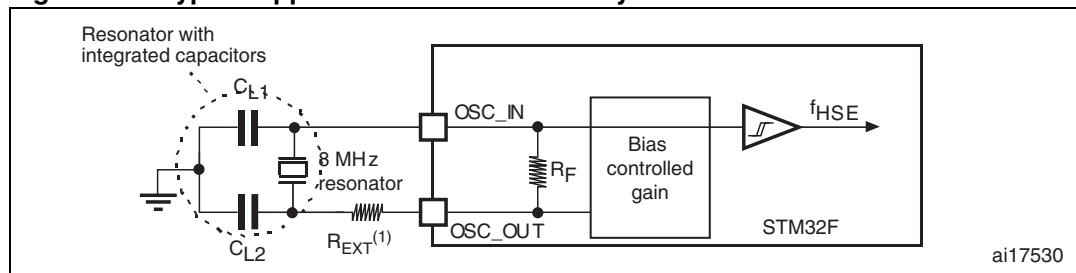 Resonator with
integrated capacitors
CL1
OSC_IN
fHSE
8 MHz
resonator
RF
Bias
controlled
gain
REXT(1)
OSC_OUT
STM32F
CL2
ai17530